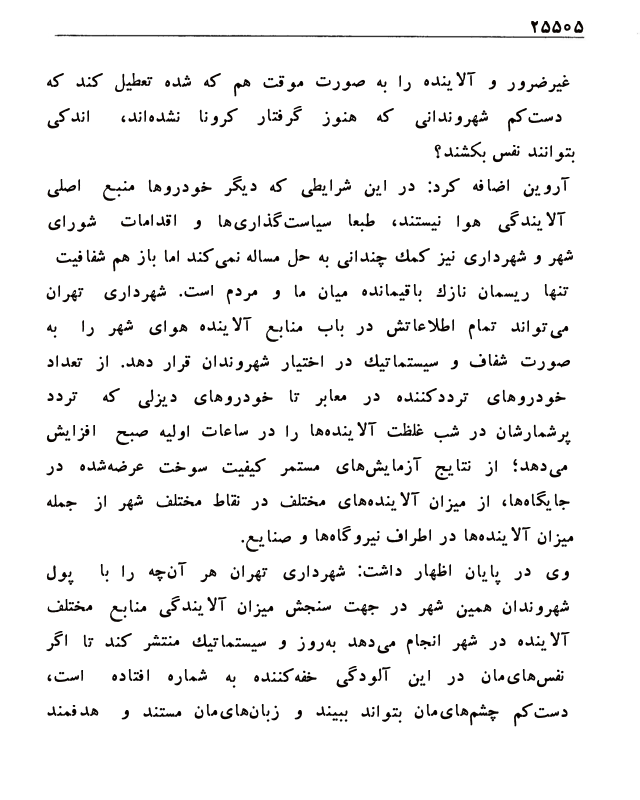 ۲۵۵۰۵
غیرضرور و آلاینده را به صورت موقت هم که شده تعطیل کند که
دست‌کم شهروندانی که هنوز گرفتار کرونا نشده‌اند، اندکی
بتوانند نفس بکشند؟
آروین اضافه کرد: در این شرایطی که دیگر خودروها منبع اصلی
آلایندگی هوا نیستند، طبعا سیاست‌گذاری‌ها و اقدامات شورای
شهر و شهرداری نیز کمك چندانی به حل مساله نمی‌کند اما باز هم شفافیت
تنها ریسمان نازك باقیمانده میان ما و مردم است. شهرداری تهران
می‌تواند تمام اطلاعاتش در باب منابع آلاینده هوای شهر را به
صورت شفاف و سیستماتیك در اختیار شهروندان قرار دهد. از تعداد
خودروهای ترددکننده در معابر تا خودروهای دیزلی که تردد
پرشمارشان در شب غلظت آلاینده‌ها را در ساعات اولیه صبح افزایش
می‌دهد؛ از نتایج آزمایش‌های مستمر کیفیت سوخت عرضه‌شده در
جایگاه‌ها، از میزان آلاینده‌های مختلف در نقاط مختلف شهر از جمله
میزان آلاینده‌ها در اطراف نیروگاه‌ها و صنایع.
وی در پایان اظهار داشت: شهرداری تهران هر آن‌چه را با پول
شهروندان همین شهر در جهت سنجش میزان آلایندگی منابع مختلف
آلاینده در شهر انجام می‌دهد به‌روز و سیستماتیك منتشر کند تا اگر
نفس‌های‌مان در این آلودگی خفه‌کننده به شماره افتاده است،
دست‌کم چشم‌های‌مان بتواند ببیند و زبان‌های‌مان مستند و هدفمند